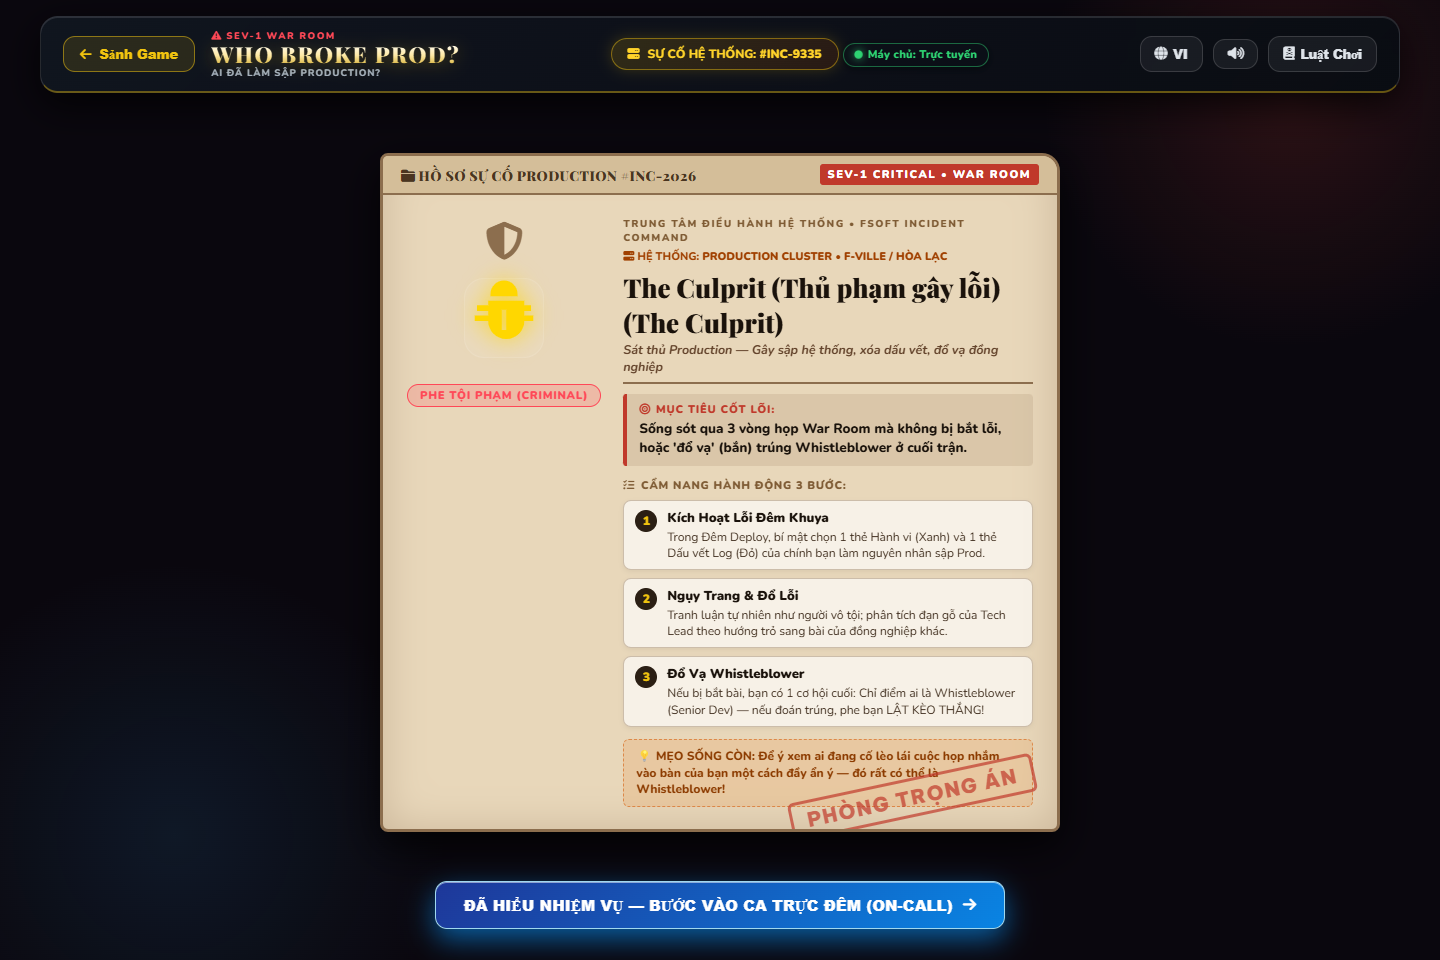 Sảnh Game
SEV-1 WAR ROOM
WHO BROKE PROD?
AI ĐÃ LÀM SẬP PRODUCTION?
SỰ CỐ HỆ THỐNG: #INC-9335
Máy chủ: Trực tuyến
VI
Luật Chơi
HỒ SƠ SỰ CỐ PRODUCTION #INC-2026
SEV-1 CRITICAL • WAR ROOM
TRUNG TÂM ĐIỀU HÀNH HỆ THỐNG • FSOFT INCIDENT
COMMAND
HỆ THỐNG: PRODUCTION CLUSTER • F-VILLE / HÒA LẠC
The Culprit (Thủ phạm gây lỗi)
(The Culprit)
Sát thủ Production — Gây sập hệ thống, xóa dấu vết, đổ vạ đồng
nghiệp
PHE TỘI PHẠM (CRIMINAL)
MỤC TIÊU CỐT LÕI:
Sống sót qua 3 vòng họp War Room mà không bị bắt lỗi,
hoặc 'đổ vạ' (bắn) trúng Whistleblower ở cuối trận.
CẨM NANG HÀNH ĐỘNG 3 BƯỚC:
1 Kích Hoạt Lỗi Đêm Khuya
Trong Đêm Deploy, bí mật chọn 1 thẻ Hành vi (Xanh) và 1 thẻ
Dấu vết Log (Đỏ) của chính bạn làm nguyên nhân sập Prod.
2 Ngụy Trang & Đổ Lỗi
Tranh luận tự nhiên như người vô tội; phân tích đạn gỗ của Tech
Lead theo hướng trỏ sang bài của đồng nghiệp khác.
3 Đổ Vạ Whistleblower
Nếu bị bắt bài, bạn có 1 cơ hội cuối: Chỉ điểm ai là Whistleblower
(Senior Dev) — nếu đoán trúng, phe bạn LẬT KÈO THẮNG!
MẸO SỐNG CÒN: Để ý xem ai đang cố lèo lái cuộc họp nhắm
vào bàn của bạn một cách đầy ẩn ý — đó rất có thể là
Whistleblower!
PHÒNG TRỌNG ÁN
ĐÃ HIỂU NHIỆM VỤ — BƯỚC VÀO CA TRỰC ĐÊM (ON-CALL)